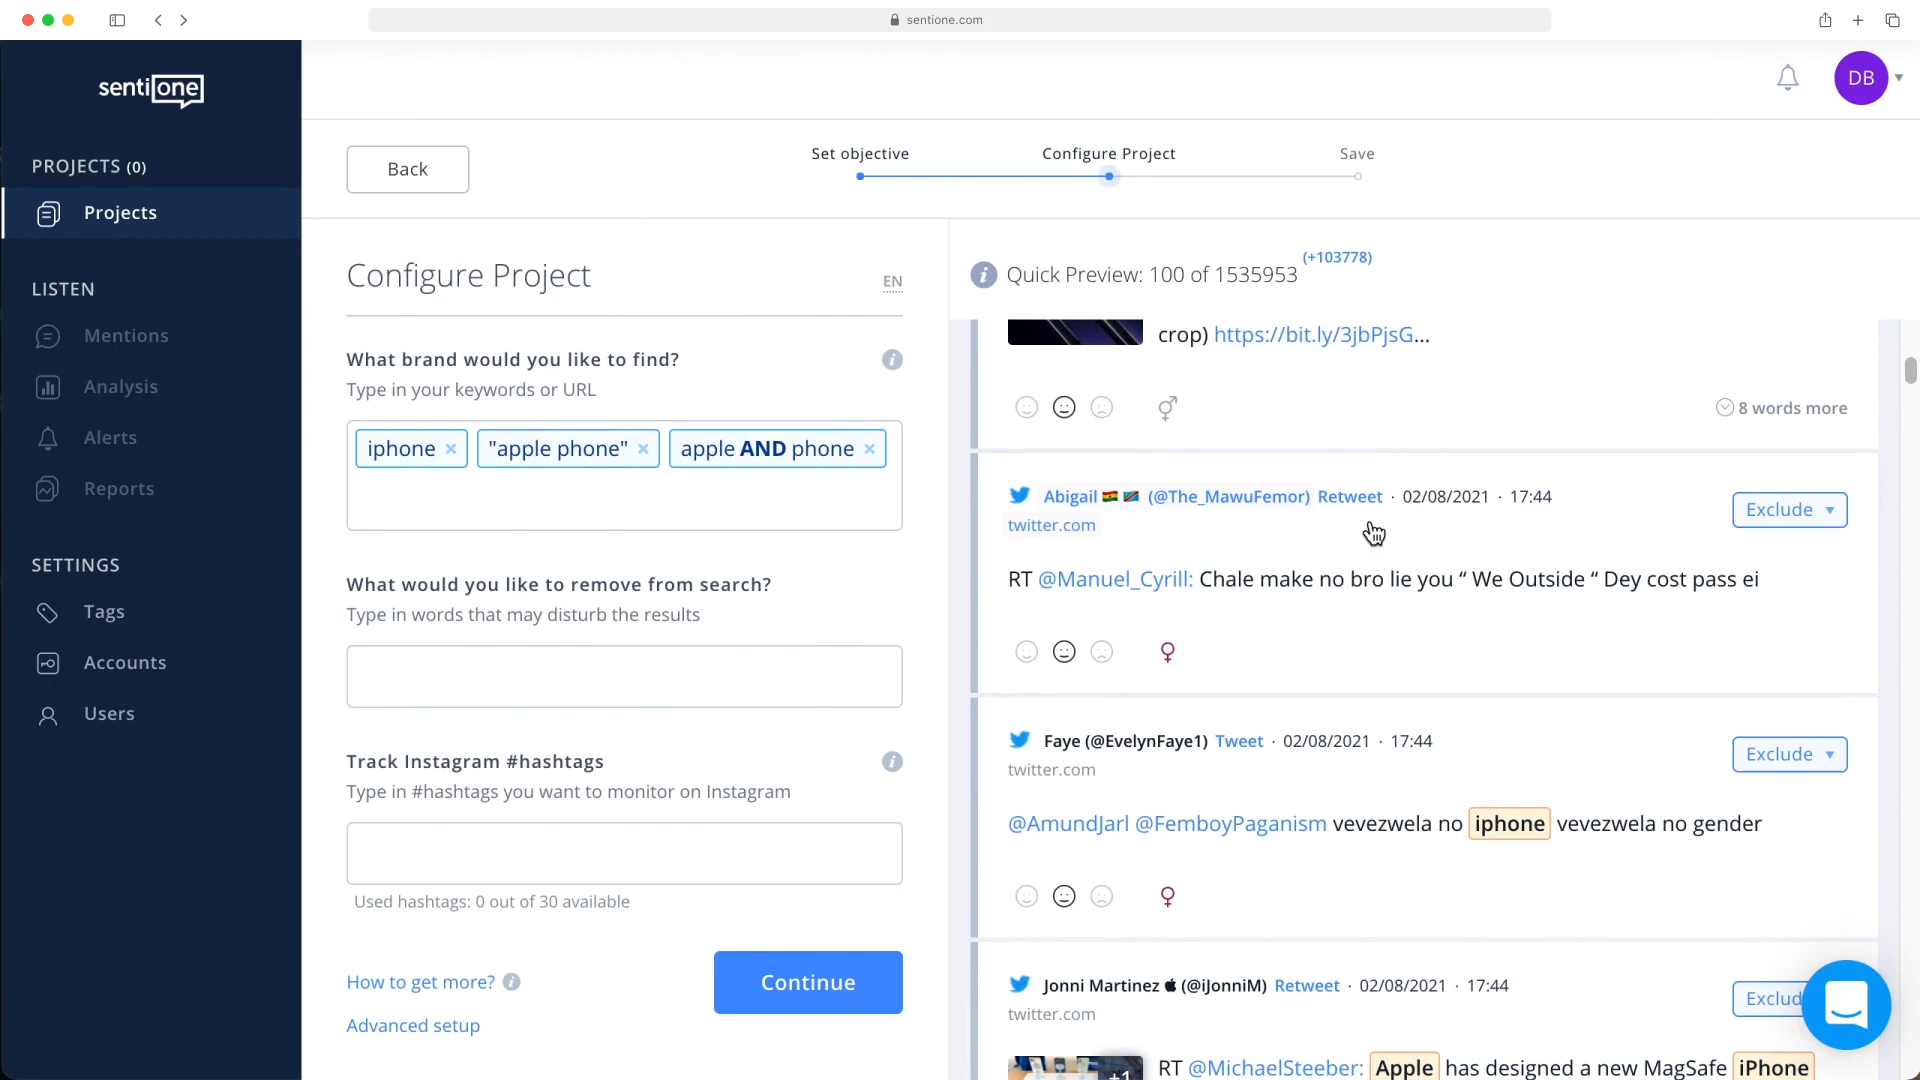 sentione.com
senti one
DB
PROJECTS (0)
Projects
LISTEN
Mentions
Analysis
Alerts
Reports
SETTINGS
Tags
Accounts
Users
Back
Set objective
Configure Project
Save
Configure Project
EN
What brand would you like to find?
Type in your keywords or URL
iphone × "apple phone" × apple AND phone ×
What would you like to remove from search?
Type in words that may disturb the results
Track Instagram #hashtags
Type in #hashtags you want to monitor on Instagram
Used hashtags: 0 out of 30 available
How to get more?
Continue
Advanced setup
Quick Preview: 100 of 1535953 (+103778)
crop) https://bit.ly/3jbPjsG...
8 words more
Abigail 🇬🇭 🇨🇩 (@The_MawuFemor) Retweet · 02/08/2021 · 17:44
twitter.com
Exclude
RT @Manuel_Cyrill: Chale make no bro lie you “ We Outside “ Dey cost pass ei
Faye (@EvelynFaye1) Tweet · 02/08/2021 · 17:44
twitter.com
Exclude
@AmundJarl @FemboyPaganism vevezwela no iphone vevezwela no gender
Jonni Martinez (@iJonniM) Retweet · 02/08/2021 · 17:44
twitter.com
Exclud
+1
RT @MichaelSteeber: Apple has designed a new MagSafe iPhone